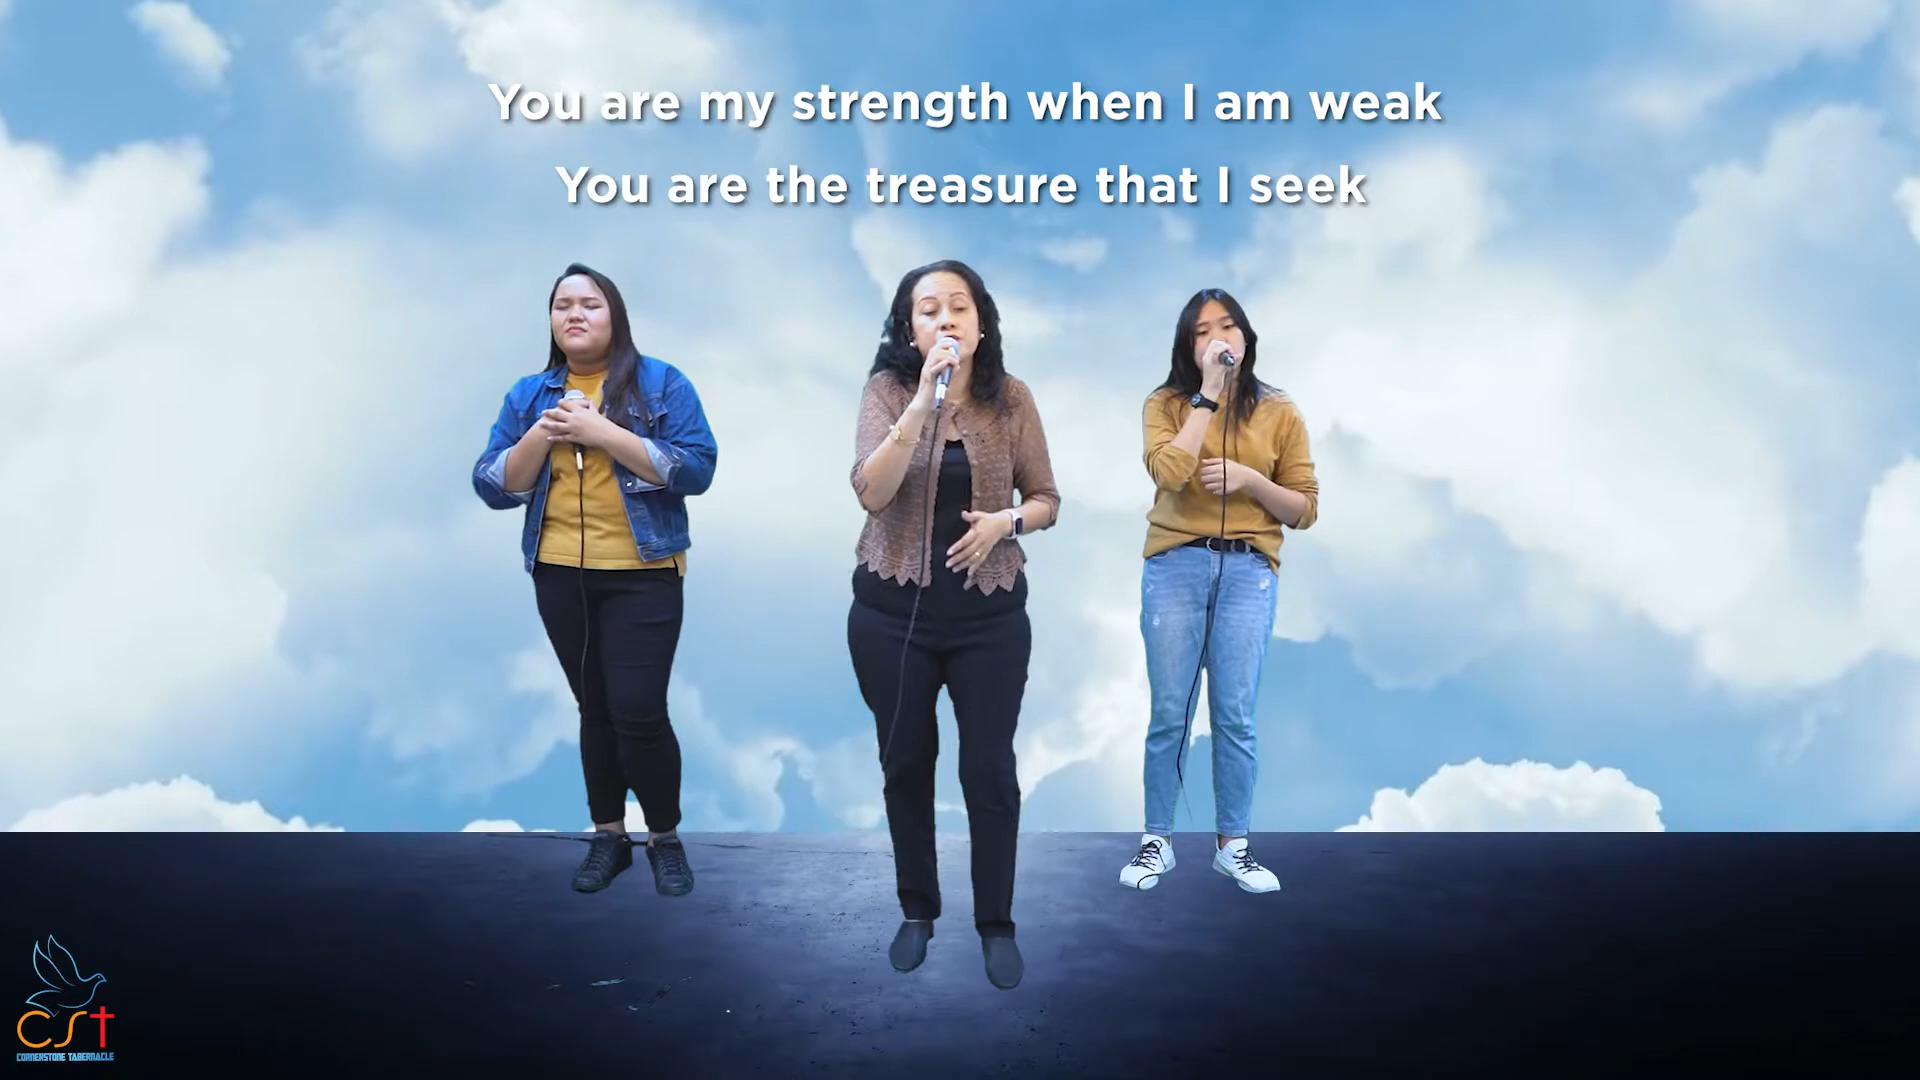 You are my strength when I am weak
You are the treasure that I seek
CST
CORNERSTONE TABERNACLE